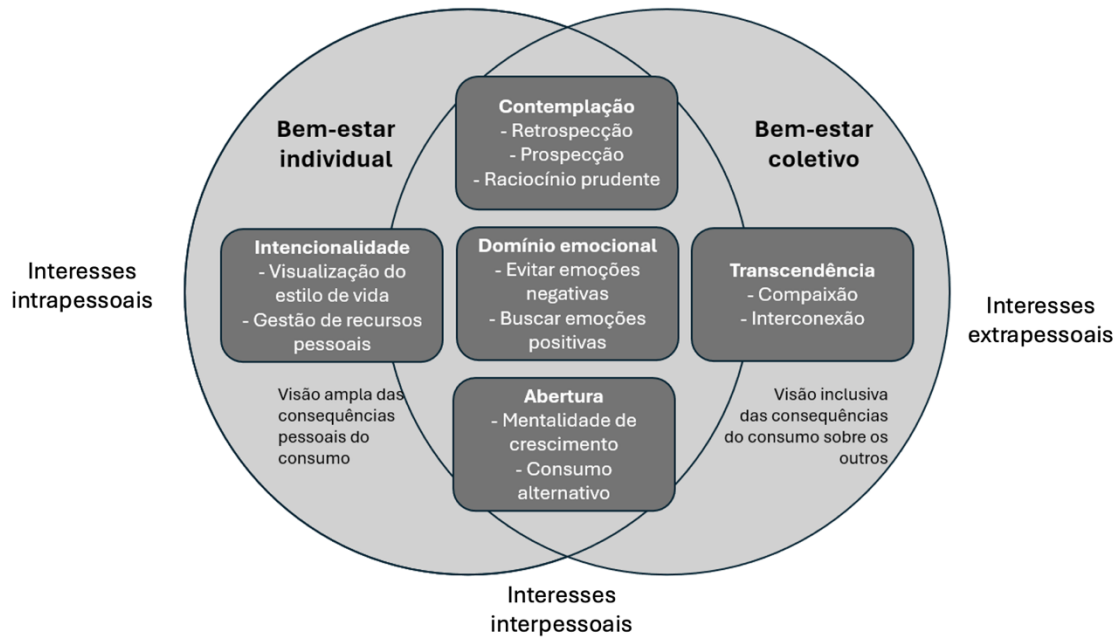 Contemplação
- Retrospecção
- Prospecção
- Raciocínio prudente
Bem-estar
individual
Bem-estar
coletivo
Interesses
intrapessoais
Intencionalidade
- Visualização do
estilo de vida
- Gestão de recursos
pessoais
Domínio emocional
- Evitar emoções
negativas
- Buscar emoções
positivas
Transcendência
- Compaixão
- Interconexão
Interesses
extrapessoais
Visão ampla das
consequências
pessoais do
consumo
Abertura
- Mentalidade de
crescimento
- Consumo
alternativo
Visão inclusiva
das consequências
do consumo sobre os
outros
Interesses
interpessoais